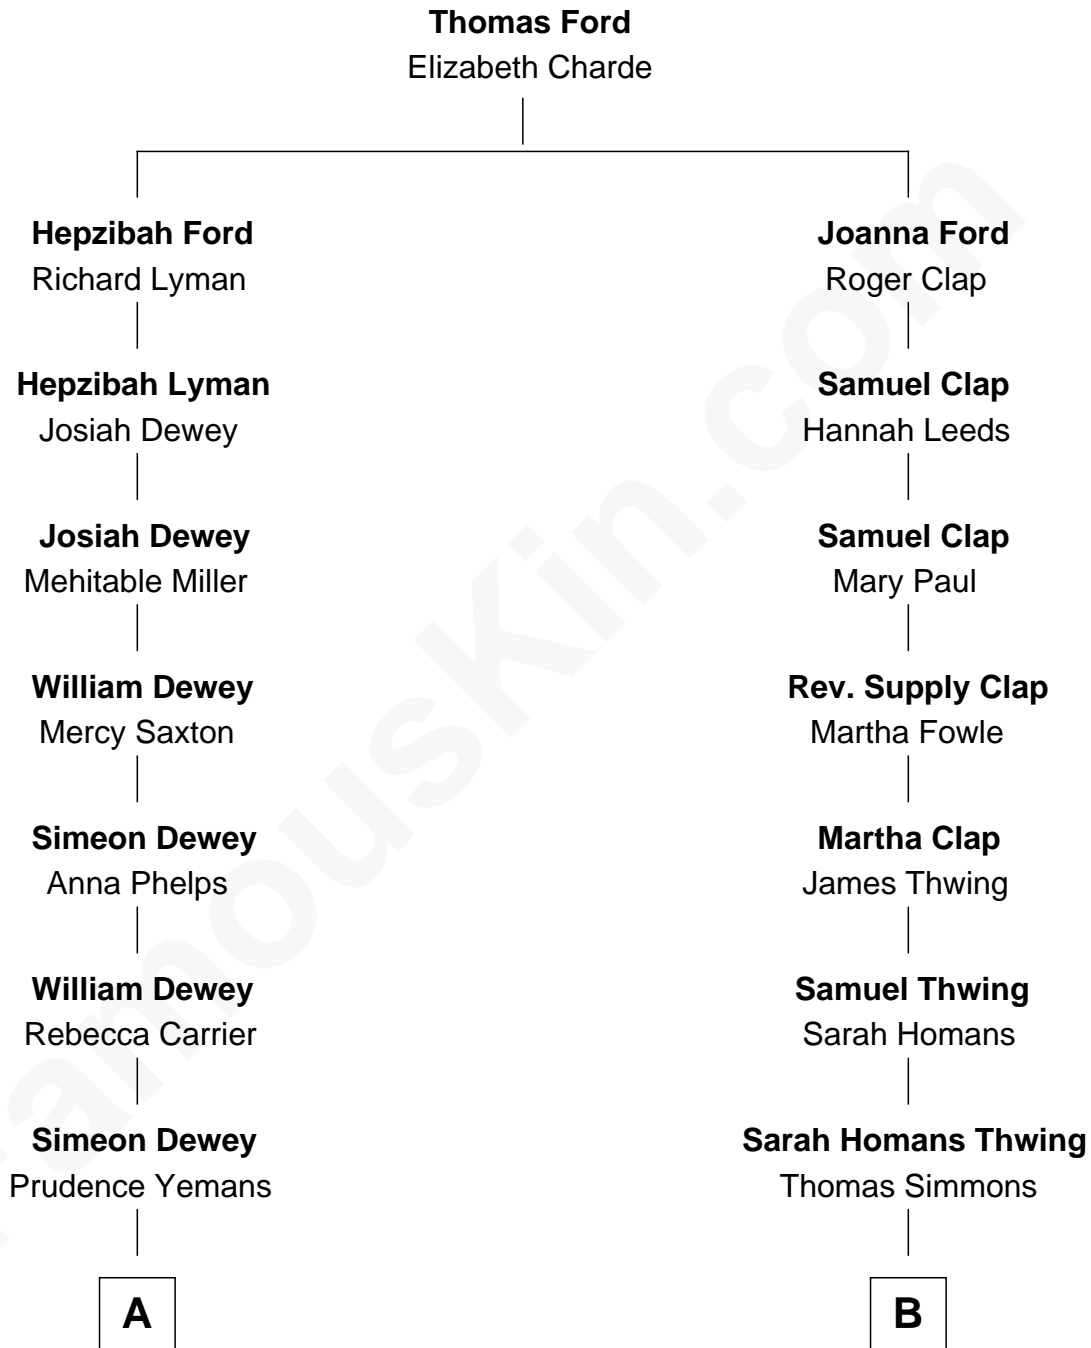 Thomas Ford
Elizabeth Charde
Hepzibah Ford
Richard Lyman
Joanna Ford
Roger Clap
Hepzibah Lyman
Josiah Dewey
Samuel Clap
Hannah Leeds
Josiah Dewey
Mehitable Miller
Samuel Clap
Mary Paul
William Dewey
Mercy Saxton
Rev. Supply Clap
Martha Fowle
Simeon Dewey
Anna Phelps
Martha Clap
James Thwing
William Dewey
Rebecca Carrier
Samuel Thwing
Sarah Homans
Simeon Dewey
Prudence Yemans
Sarah Homans Thwing
Thomas Simmons
A
B
FamousKin.com